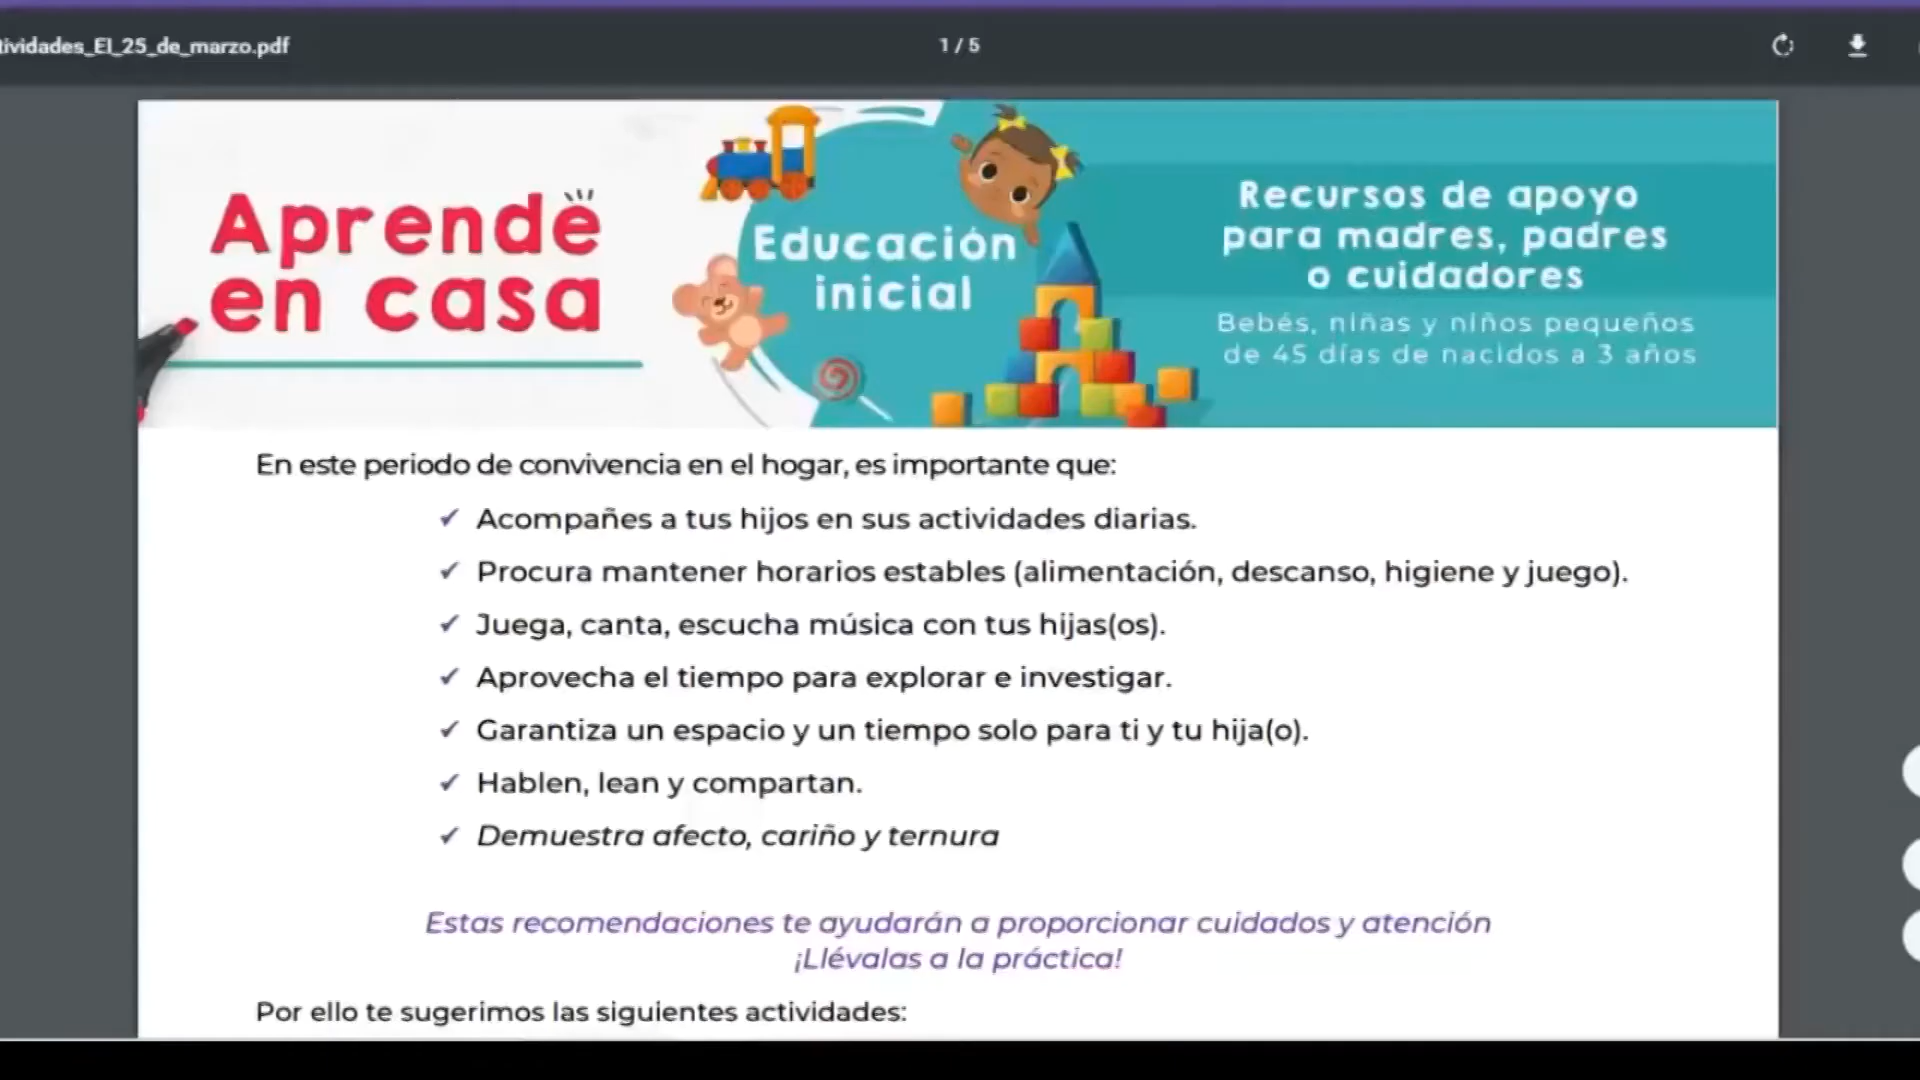 1 / 5
Aprende
en casa
Educación
inicial
Recursos de apoyo
para madres, padres
o cuidadores
Bebés, niñas y niños pequeños
de 45 días de nacidos a 3 años
En este periodo de convivencia en el hogar, es importante que:
✓ Acompañes a tus hijos en sus actividades diarias.
✓ Procura mantener horarios estables (alimentación, descanso, higiene y juego).
✓ Juega, canta, escucha música con tus hijas(os).
✓ Aprovecha el tiempo para explorar e investigar.
✓ Garantiza un espacio y un tiempo solo para ti y tu hija(o).
✓ Hablen, lean y compartan.
✓ Demuestra afecto, cariño y ternura
Estas recomendaciones te ayudarán a proporcionar cuidados y atención
¡Llévalas a la práctica!
Por ello te sugerimos las siguientes actividades: